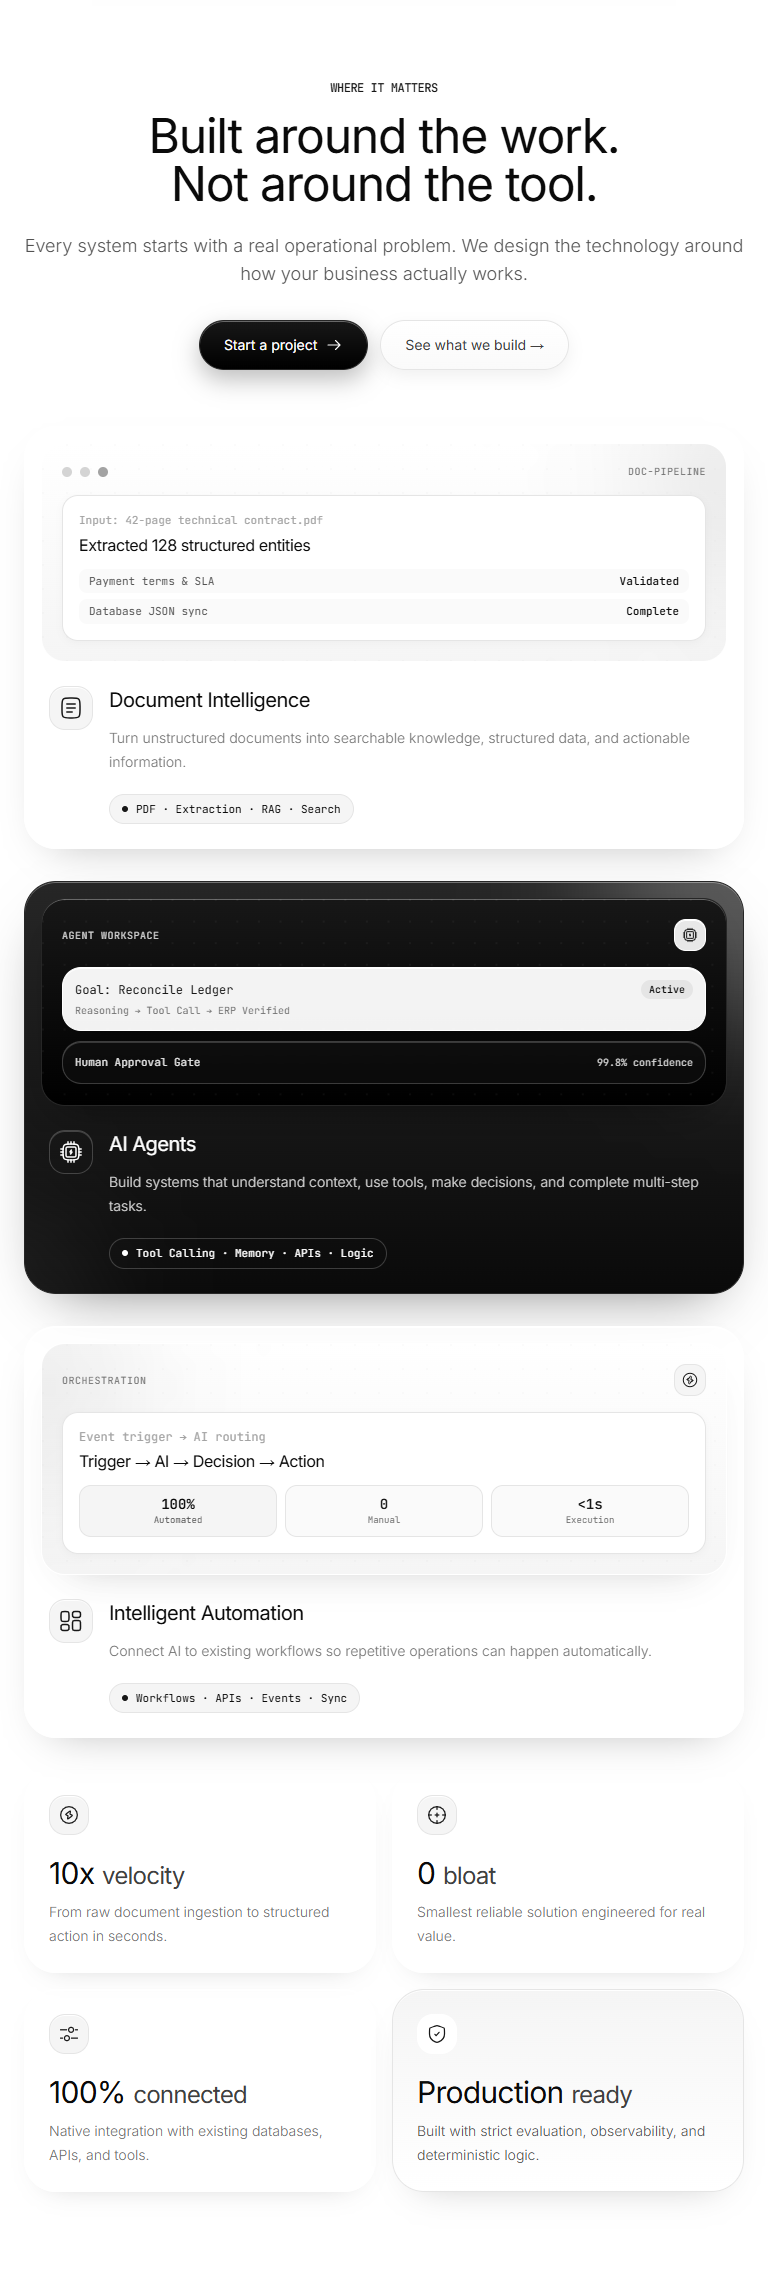 WHERE IT MATTERS
Built around the work.
Not around the tool.
Every system starts with a real operational problem. We design the technology around
how your business actually works.
Start a project →
See what we build →
DOC-PIPELINE
Input: 42-page technical contract.pdf
Extracted 128 structured entities
Payment terms & SLA Validated
Database JSON sync Complete
Document Intelligence
Turn unstructured documents into searchable knowledge, structured data, and actionable
information.
PDF · Extraction · RAG · Search
AGENT WORKSPACE
Goal: Reconcile Ledger Active
Reasoning → Tool Call → ERP Verified
Human Approval Gate 99.8% confidence
AI Agents
Build systems that understand context, use tools, make decisions, and complete multi-step
tasks.
Tool Calling · Memory · APIs · Logic
ORCHESTRATION
Event trigger → AI routing
Trigger → AI → Decision → Action
100% 0 <1s
Automated Manual Execution
Intelligent Automation
Connect AI to existing workflows so repetitive operations can happen automatically.
Workflows · APIs · Events · Sync
10x velocity
From raw document ingestion to structured
action in seconds.
0 bloat
Smallest reliable solution engineered for real
value.
100% connected
Native integration with existing databases,
APIs, and tools.
Production ready
Built with strict evaluation, observability, and
deterministic logic.